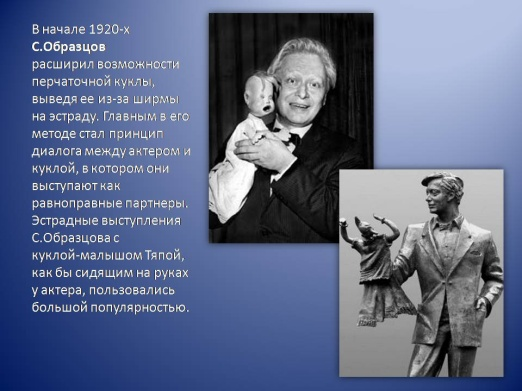 В начале 1920-х
С.Образцов
расширил возможности
перчаточной куклы,
выведя ее из-за ширмы
на эстраду. Главным в его
методе стал принцип
диалога между актером и
куклой, в котором они
выступают как
равноправные партнеры.
Эстрадные выступления
С.Образцова с
куклой-малышом Тяпой,
как бы сидящим на руках
у актера, пользовались
большой популярностью.